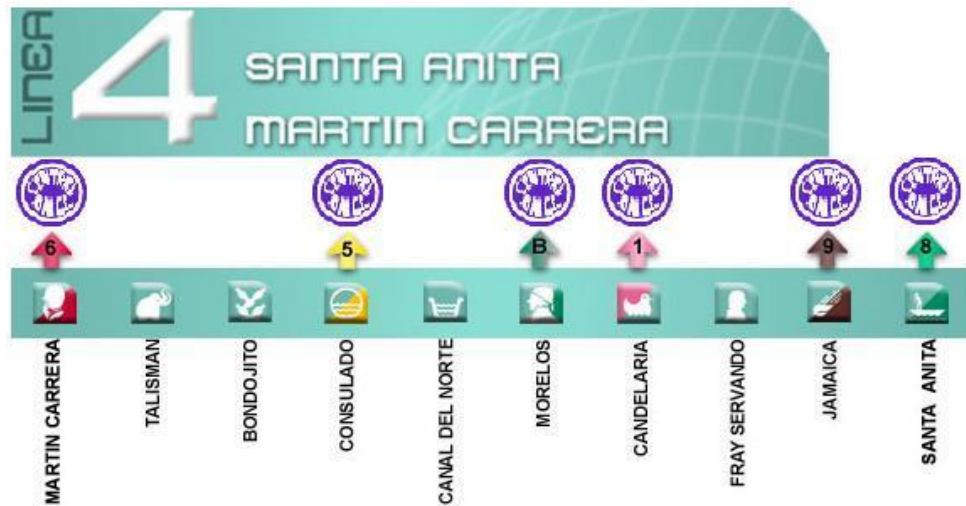 LINEA
4
SANTA ANITA
MARTIN CARRERA
6
5
B
1
9
8
MARTIN CARRERA
TALISMAN
BONDOJITO
CONSULADO
CANAL DEL NORTE
MORELOS
CANDELARIA
FRAY SERVANDO
JAMAICA
SANTA ANITA